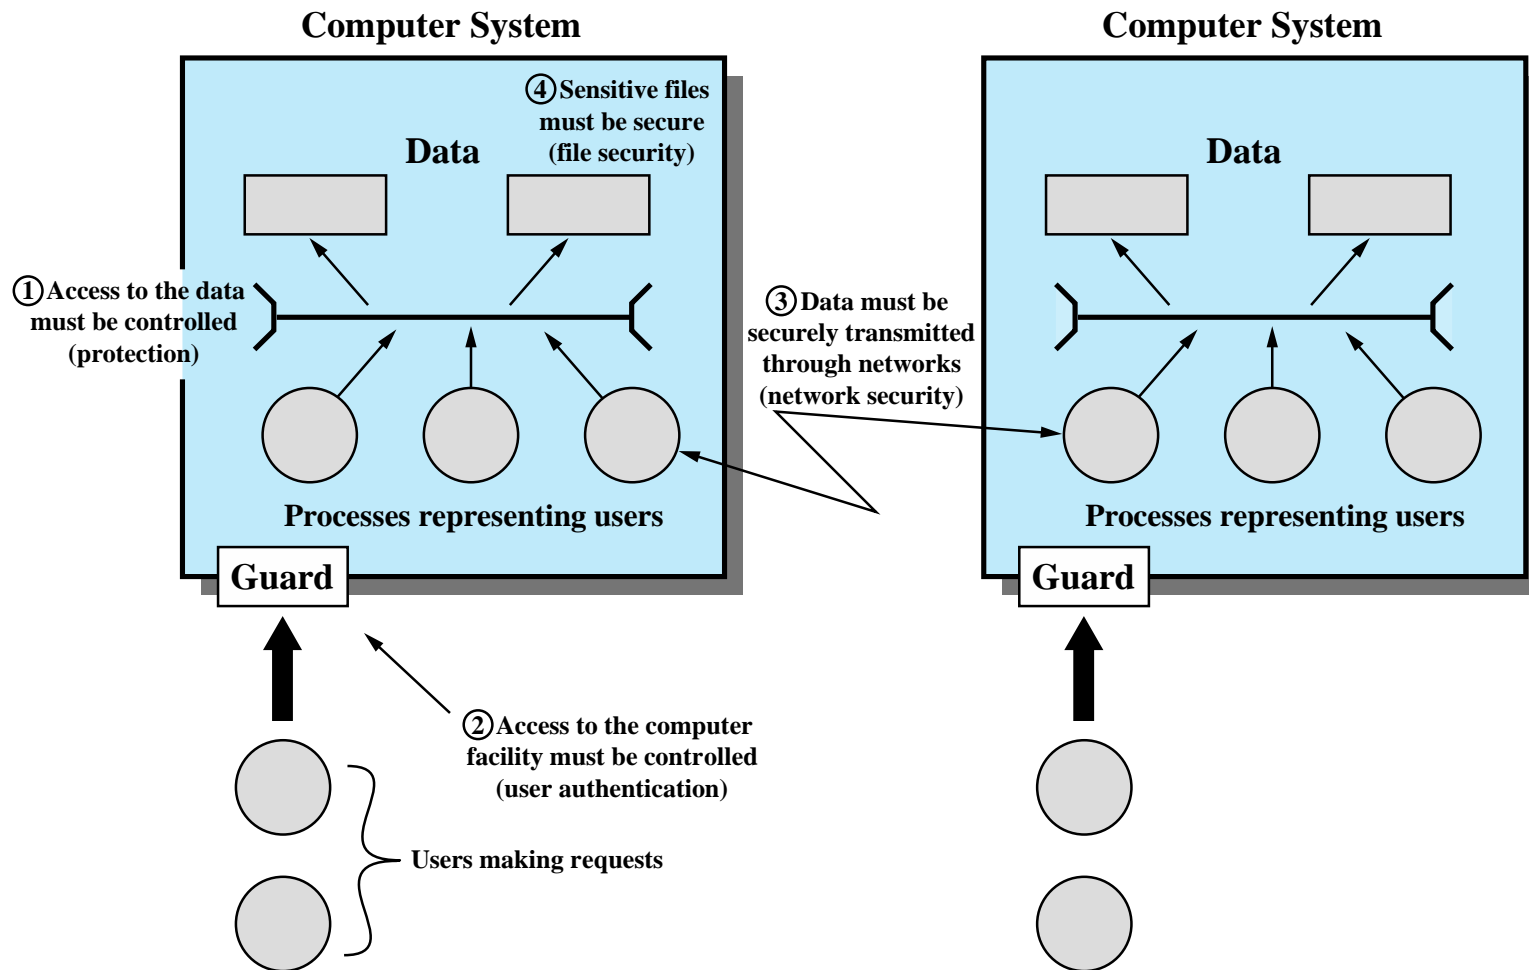 Computer System
④Sensitive files
must be secure
(file security)
Data
①Access to the data
must be controlled
(protection)
Processes representing users
Guard
②Access to the computer
facility must be controlled
(user authentication)
Users making requests
③Data must be
securely transmitted
through networks
(network security)
Computer System
Data
Processes representing users
Guard